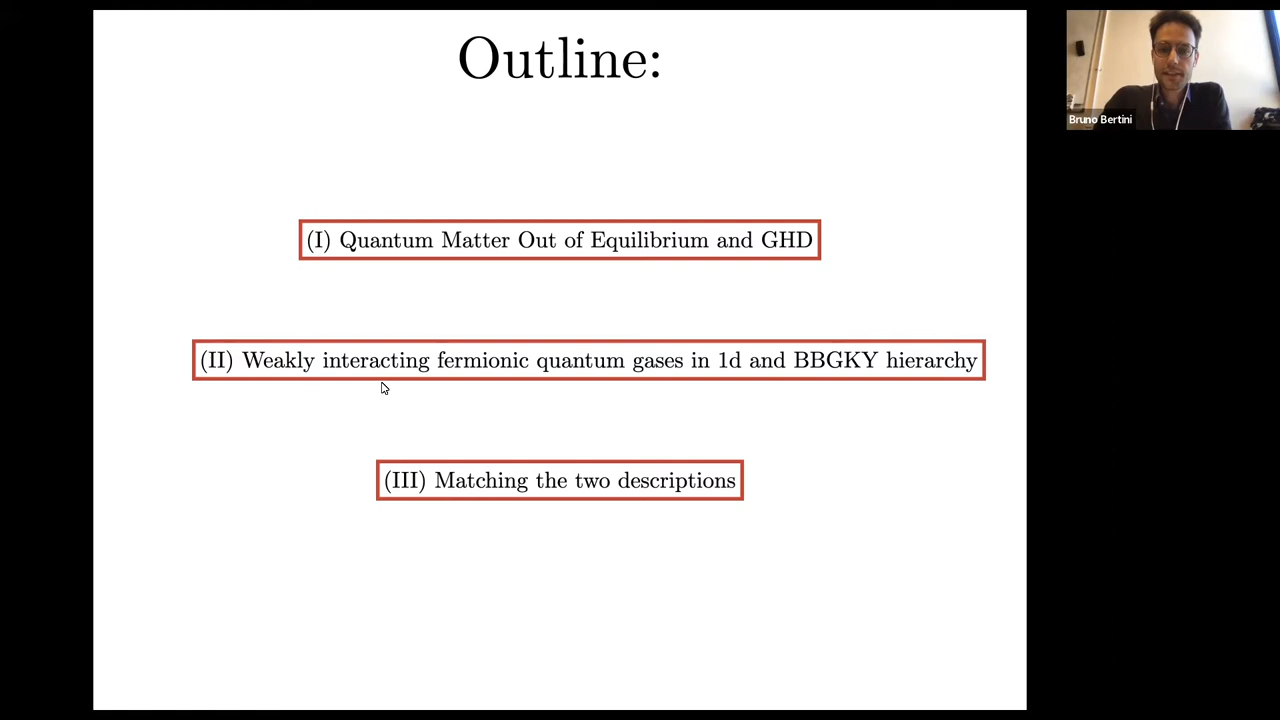 Outline:
(I) Quantum Matter Out of Equilibrium and GHD
(II) Weakly interacting fermionic quantum gases in 1d and BBGKY hierarchy
(III) Matching the two descriptions
Bruno Bertini